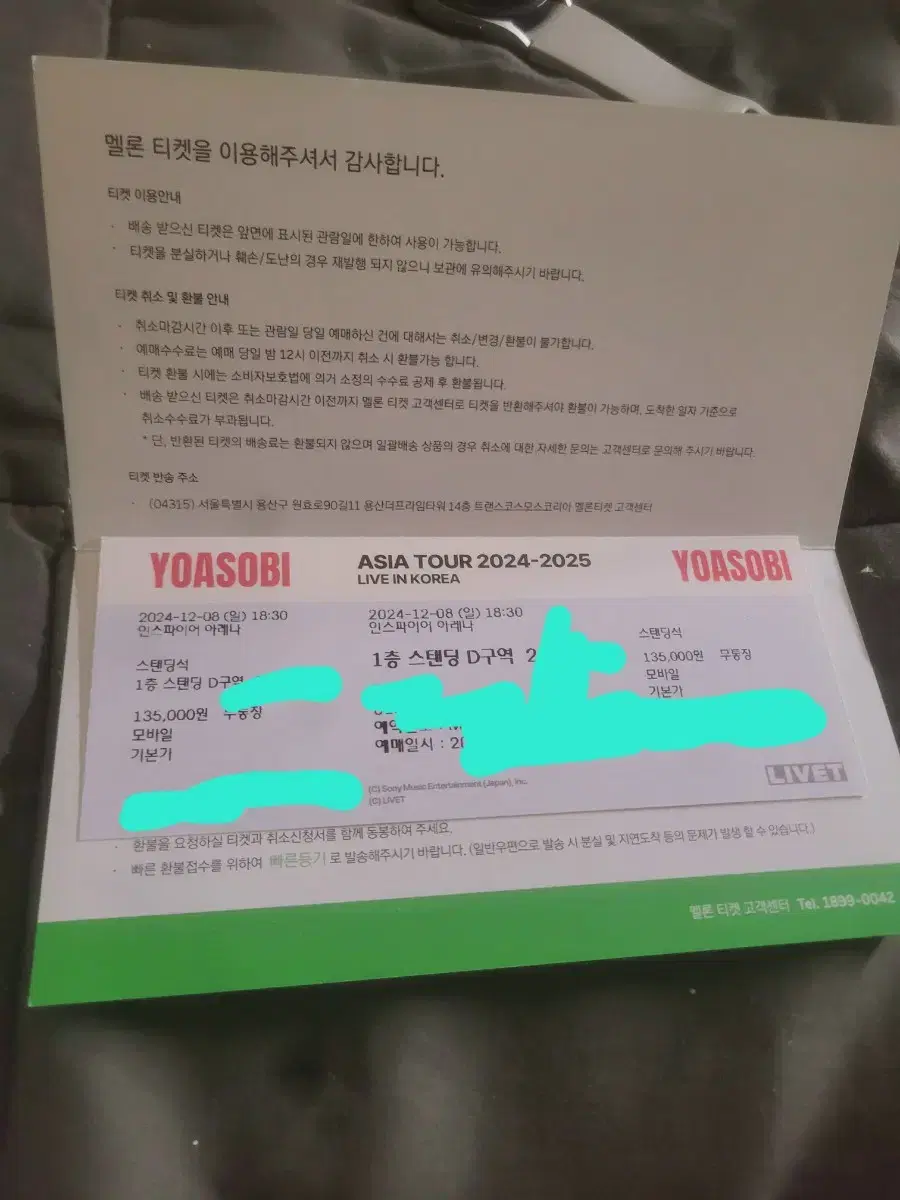 멜론 티켓을 이용해주셔서 감사합니다.
티켓 이용안내
· 배송 받으신 티켓은 앞면에 표시된 관람일에 한하여 사용이 가능합니다.
· 티켓을 분실하거나 훼손/도난의 경우 재발행 되지 않으니 보관에 유의해주시기 바랍니다.
티켓 취소 및 환불 안내
· 취소마감시간 이후 또는 관람일 당일 예매하신 건에 대해서는 취소/변경/환불이 불가합니다.
· 예매수수료는 예매 당일 밤 12시 이전까지 취소 시 환불가능 합니다.
· 티켓 환불 시에는 소비자보호법에 의거 소정의 수수료 공제 후 환불됩니다.
· 배송 받으신 티켓은 취소마감시간 이전까지 멜론 티켓 고객센터로 티켓을 반환해주셔야 환불이 가능하며, 도착한 일자 기준으로
취소수수료가 부과됩니다.
* 단, 반환된 티켓의 배송료는 환불되지 않으며 일괄배송 상품의 경우 취소에 대한 자세한 문의는 고객센터로 문의해 주시기 바랍니다.
티켓 반송 주소
· (04315) 서울특별시 용산구 원효로90길11 용산더프라임타워 14층 트랜스코스모스코리아 멜론티켓 고객센터
YOASOBI
2024-12-08 (일) 18:30
인스파이어 아레나
스탠딩석
1층 스탠딩 D구역
135,000원 무통장
모바일
기본가
ASIA TOUR 2024-2025
LIVE IN KOREA
2024-12-08 (일) 18:30
인스파이어 아레나
1층 스탠딩 D구역 2
예매일시 : 2
(C) Sony Music Entertainment (Japan), Inc.
(C) LIVET
YOASOBI
스탠딩석
135,000원 무통장
모바일
기본가
LIVET
· 환불을 요청하실 티켓과 취소신청서를 함께 동봉하여 주세요.
· 빠른 환불접수를 위하여 빠른등기로 발송해주시기 바랍니다. (일반우편으로 발송 시 분실 및 지연도착 등의 문제가 발생 할 수 있습니다.)
멜론 티켓 고객센터 Tel. 1899-0042